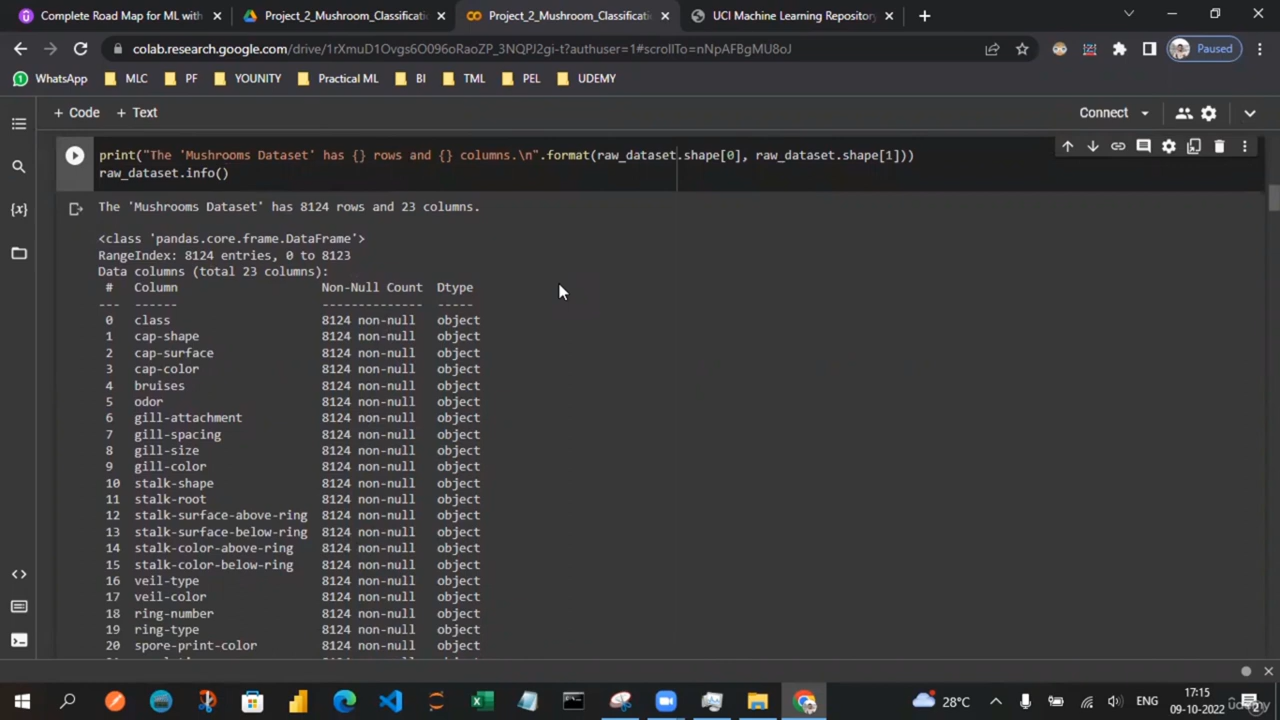 Complete Road Map for ML with
Project_2_Mushroom_Classificati
Project_2_Mushroom_Classificati
UCI Machine Learning Repository
colab.research.google.com/drive/1rXmuD1Ovgs6O096oRaoZP_3NQPJ2gi-t?authuser=1#scrollTo=nNpAFBgMU8oJ
Paused
WhatsApp MLC PF YOUNITY Practical ML BI TML PEL UDEMY
+ Code + Text
Connect
print("The 'Mushrooms Dataset' has {} rows and {} columns.\n".format(raw_dataset.shape[0], raw_dataset.shape[1]))
raw_dataset.info()
The 'Mushrooms Dataset' has 8124 rows and 23 columns.
<class 'pandas.core.frame.DataFrame'>
RangeIndex: 8124 entries, 0 to 8123
Data columns (total 23 columns):
# Column Non-Null Count Dtype
--- ------ -------------- -----
0 class 8124 non-null object
1 cap-shape 8124 non-null object
2 cap-surface 8124 non-null object
3 cap-color 8124 non-null object
4 bruises 8124 non-null object
5 odor 8124 non-null object
6 gill-attachment 8124 non-null object
7 gill-spacing 8124 non-null object
8 gill-size 8124 non-null object
9 gill-color 8124 non-null object
10 stalk-shape 8124 non-null object
11 stalk-root 8124 non-null object
12 stalk-surface-above-ring 8124 non-null object
13 stalk-surface-below-ring 8124 non-null object
14 stalk-color-above-ring 8124 non-null object
15 stalk-color-below-ring 8124 non-null object
16 veil-type 8124 non-null object
17 veil-color 8124 non-null object
18 ring-number 8124 non-null object
19 ring-type 8124 non-null object
20 spore-print-color 8124 non-null object
28°C
ENG
17:15
09-10-2022
udemy